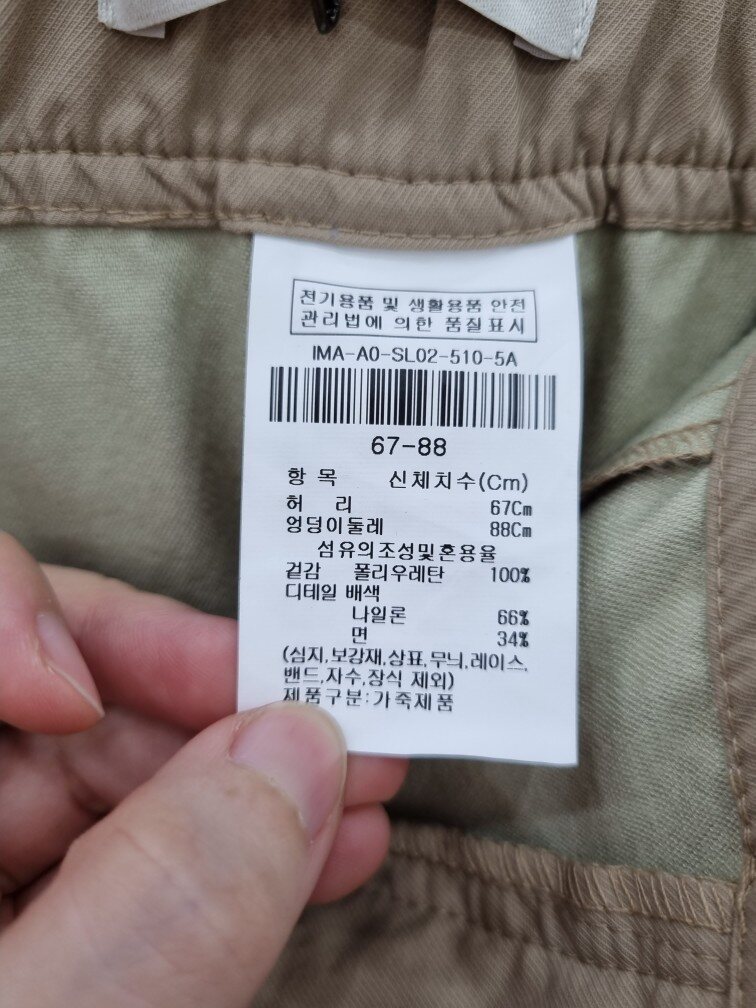 전기용품 및 생활용품 안전
관리법에 의한 품질표시
IMA-A0-SL02-510-5A
67-88
항 목 신체치수(Cm)
허 리 67Cm
엉덩이둘레 88Cm
섬유의조성및혼용율
겉감 폴리우레탄 100%
디테일 배색
나일론 66%
면 34%
(심지,보강재,상표,무늬,레이스,
밴드,자수,장식 제외)
제품구분:가죽제품